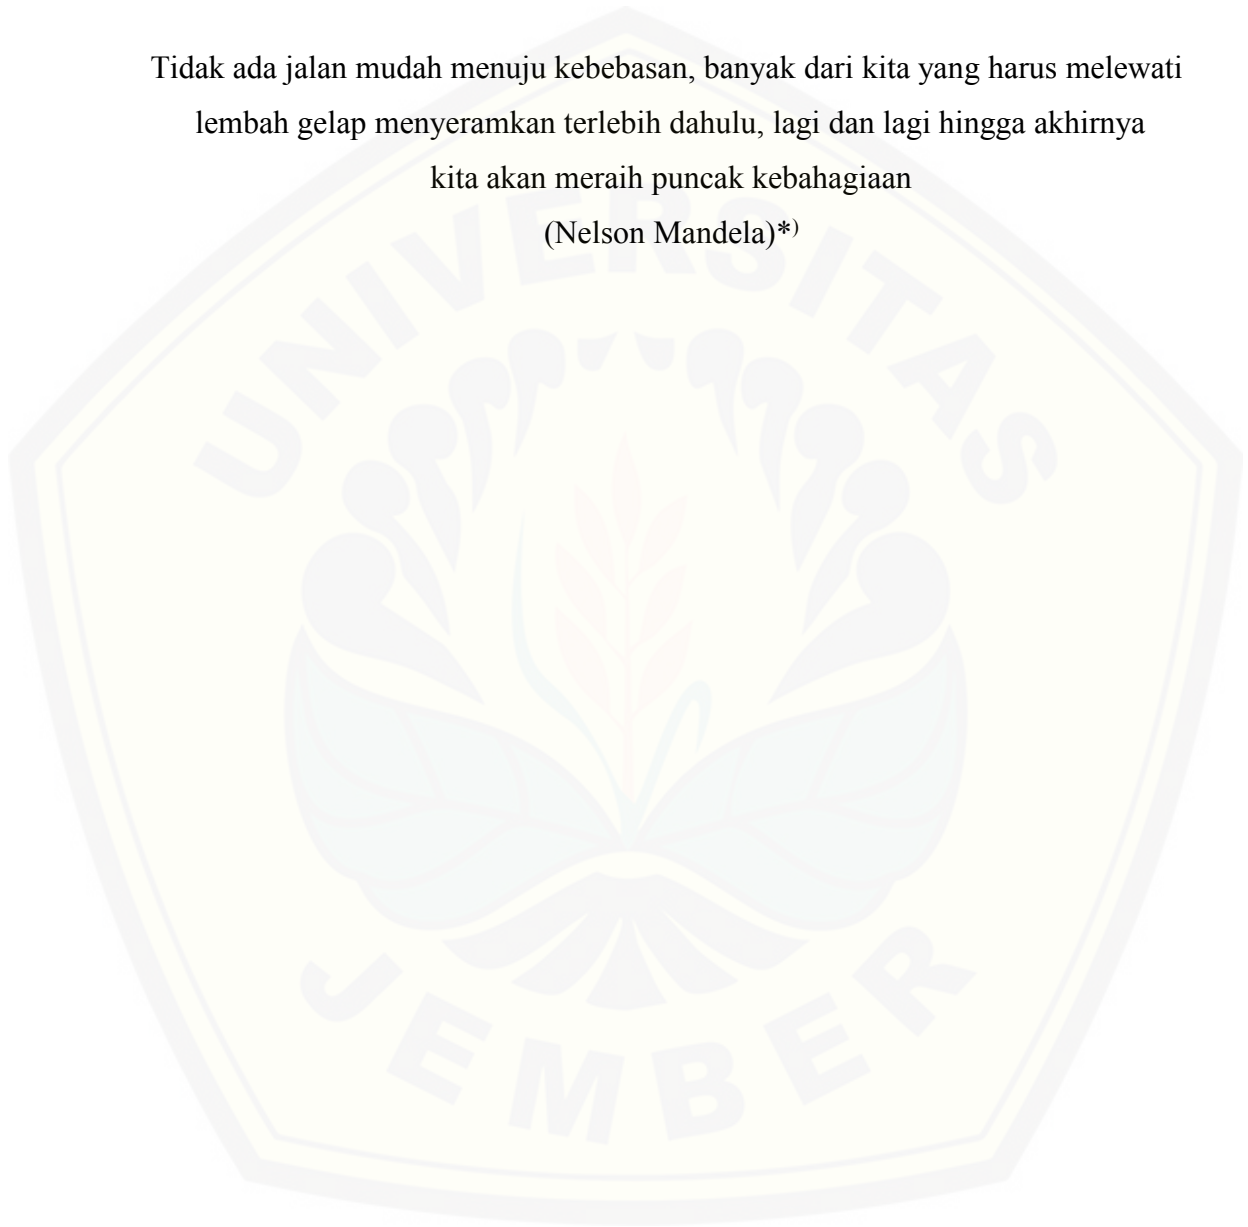 Tidak ada jalan mudah menuju kebebasan, banyak dari kita yang harus melewati
lembah gelap menyeramkan terlebih dahulu, lagi dan lagi hingga akhirnya
kita akan meraih puncak kebahagiaan
(Nelson Mandela)*)
UNIVERSITAS
JEMBER